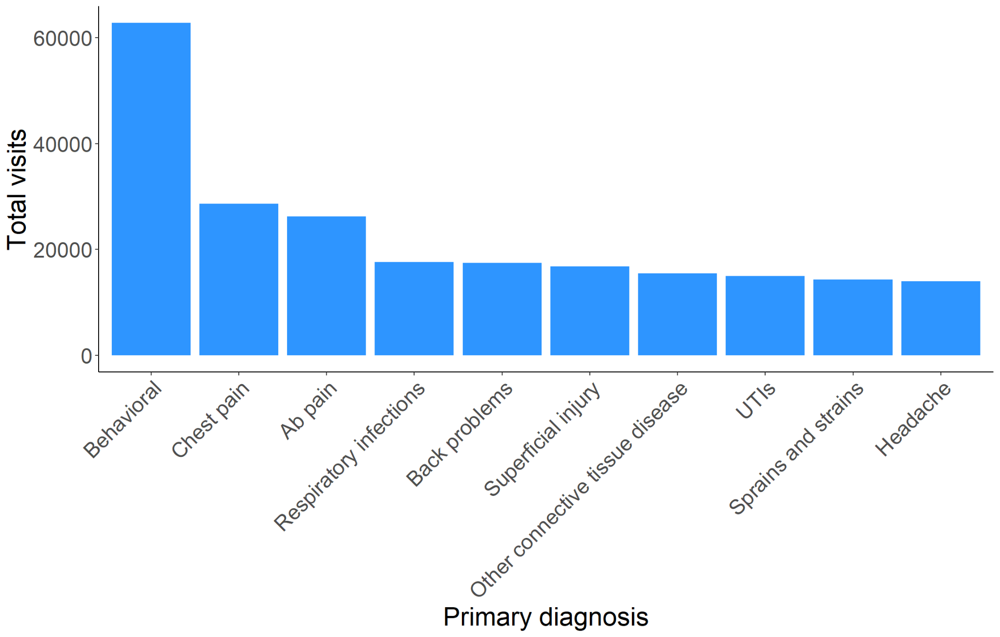 Total visits
60000
40000
20000
0
Behavioral
Chest pain
Ab pain
Respiratory infections
Back problems
Superficial injury
Other connective tissue disease
UTIs
Sprains and strains
Headache
Primary diagnosis